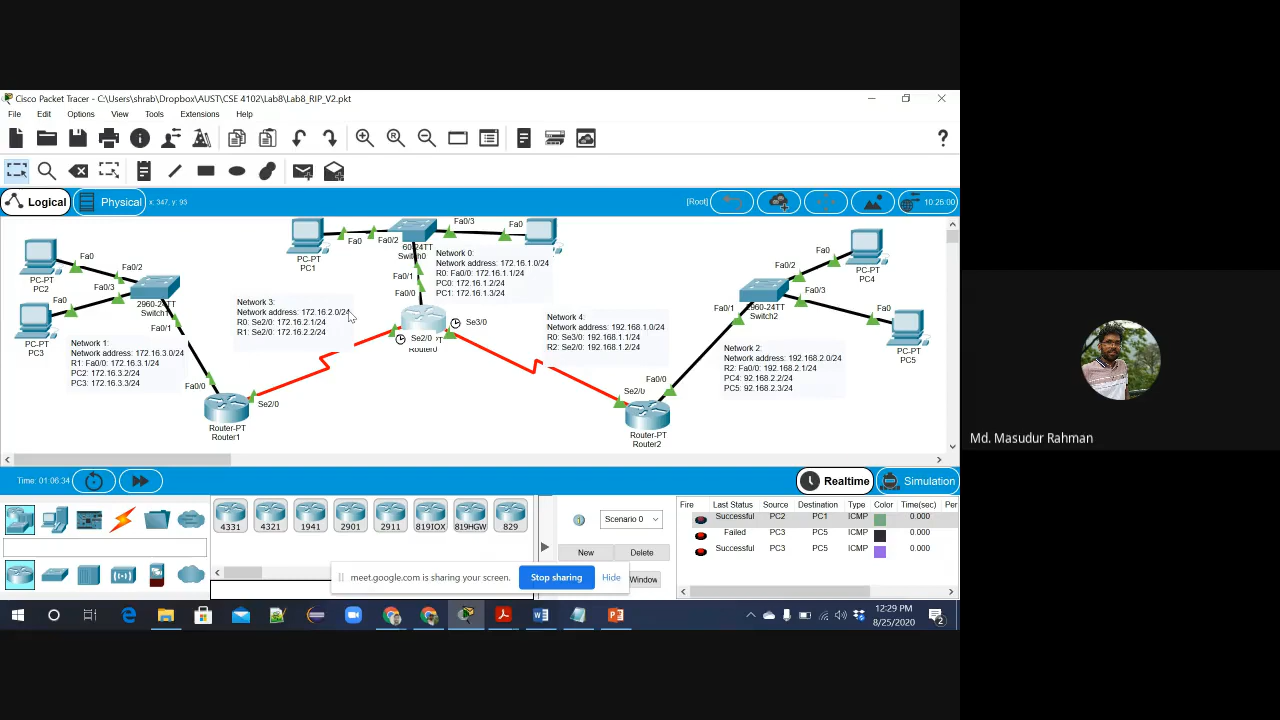 Cisco Packet Tracer - C:\Users\shrab\Dropbox\AUST\CSE 4102\Lab8\Lab8_RIP_V2.pkt
File Edit Options View Tools Extensions Help
Logical Physical x: 347, y: 93 [Root] 10:26:00
PC-PT
PC2
Fa0
Fa0/2
PC-PT
PC3
Fa0
Fa0/3
2960-24TT
Switch1
Fa0/1
Network 1:
Network address: 172.16.3.0/24
R1: Fa0/0: 172.16.3.1/24
PC2: 172.16.3.2/24
PC3: 172.16.3.3/24
Fa0/0
Router-PT
Router1
Se2/0
Network 3:
Network address: 172.16.2.0/24
R0: Se2/0: 172.16.2.1/24
R1: Se2/0: 172.16.2.2/24
PC-PT
PC1
Fa0
Fa0/2
Fa0/3
Fa0
60-24TT
Switch0
Fa0/1
Fa0/0
Network 0:
Network address: 172.16.1.0/24
R0: Fa0/0: 172.16.1.1/24
PC0: 172.16.1.2/24
PC1: 172.16.1.3/24
Se3/0
Se2/0
Router0
Network 4:
Network address: 192.168.1.0/24
R0: Se3/0: 192.168.1.1/24
R2: Se2/0: 192.168.1.2/24
Se2/0
Fa0/0
Router-PT
Router2
Fa0/1
2960-24TT
Switch2
Fa0/2
Fa0
PC-PT
PC4
Fa0/3
Fa0
PC-PT
PC5
Network 2:
Network address: 192.168.2.0/24
R2: Fa0/0: 192.168.2.1/24
PC4: 92.168.2.2/24
PC5: 92.168.2.3/24
Time: 01:06:34 Realtime Simulation
4331 4321 1941 2901 2911 819IOX 819HGW 829
Scenario 0
New Delete
Window
Fire Last Status Source Destination Type Color Time(sec) Per
Successful PC2 PC1 ICMP 0.000
Failed PC3 PC5 ICMP 0.000
Successful PC3 PC5 ICMP 0.000
meet.google.com is sharing your screen. Stop sharing Hide
12:29 PM
8/25/2020
2
Md. Masudur Rahman